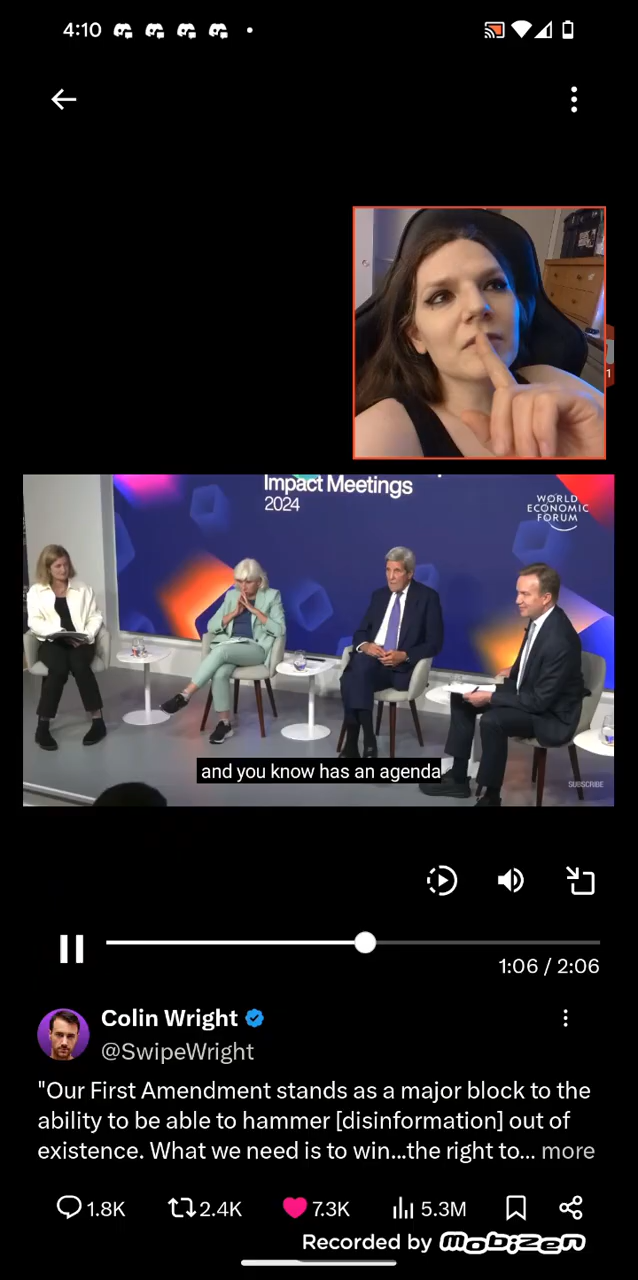 4:10
1
Impact Meetings
2024
WORLD
ECONOMIC
FORUM
and you know has an agenda
SUBSCRIBE
1:06 / 2:06
Colin Wright
@SwipeWright
"Our First Amendment stands as a major block to the
ability to be able to hammer [disinformation] out of
existence. What we need is to win...the right to... more
1.8K 2.4K 7.3K 5.3M
Recorded by mobizen